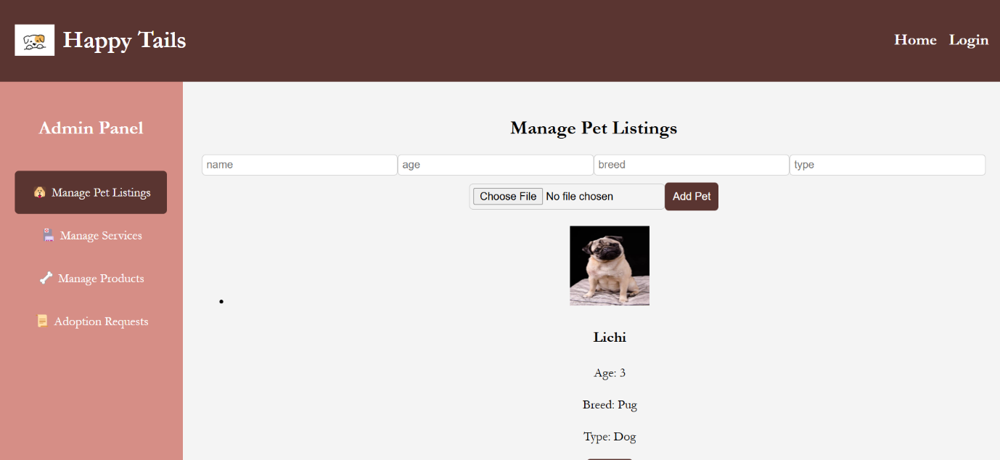 Happy Tails
Home Login
Admin Panel
Manage Pet Listings
Manage Services
Manage Products
Adoption Requests
Manage Pet Listings
name age breed type
Choose File No file chosen Add Pet
Lichi
Age: 3
Breed: Pug
Type: Dog